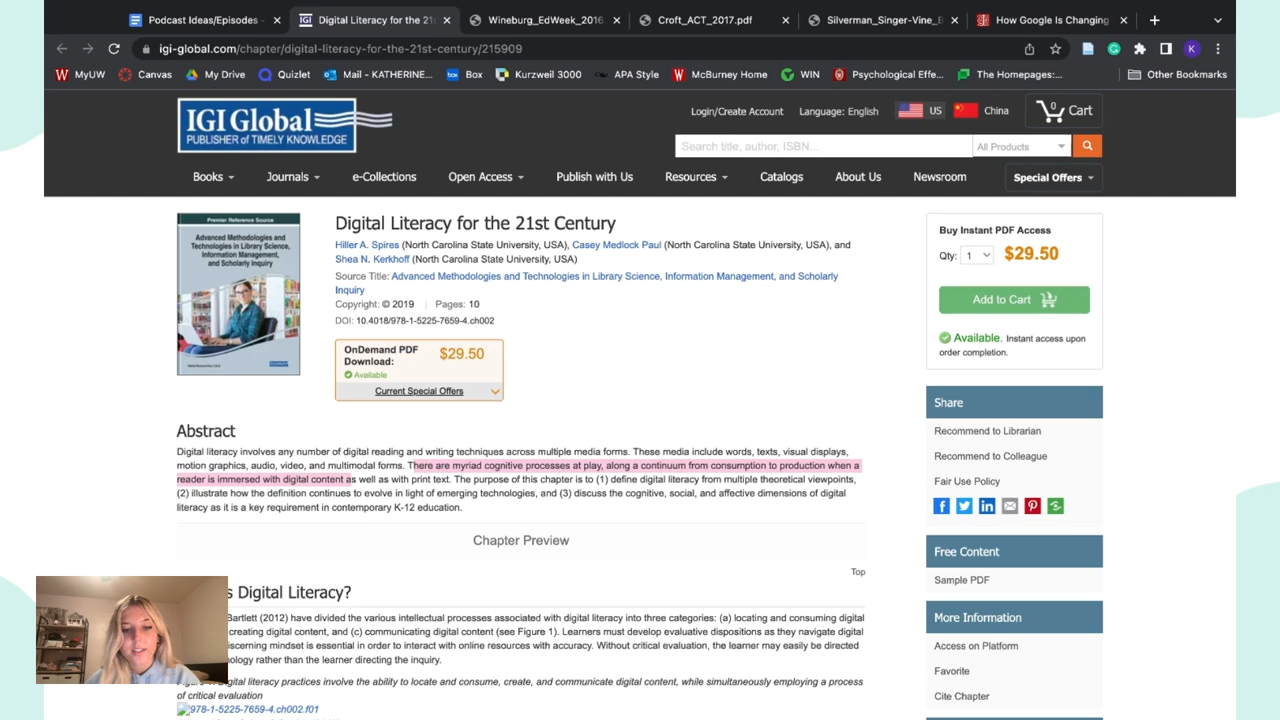 Podcast Ideas/Episodes -
Digital Literacy for the 21s
Wineburg_EdWeek_2016
Croft_ACT_2017.pdf
Silverman_Singer-Vine_E
How Google Is Changing
igi-global.com/chapter/digital-literacy-for-the-21st-century/215909
K
MyUW
Canvas
My Drive
Quizlet
Mail - KATHERINE...
box
Box
Kurzweil 3000
APA Style
McBurney Home
WIN
Psychological Effe...
The Homepages:...
Other Bookmarks
IGI Global
PUBLISHER of TIMELY KNOWLEDGE
Login/Create Account
Language: English
US
China
0
Cart
Search title, author, ISBN...
All Products
Books
Journals
e-Collections
Open Access
Publish with Us
Resources
Catalogs
About Us
Newsroom
Special Offers
Premier Reference Source
Advanced Methodologies and
Technologies in Library Science,
Information Management,
and Scholarly Inquiry
Digital Literacy for the 21st Century
Hiller A. Spires (North Carolina State University, USA), Casey Medlock Paul (North Carolina State University, USA), and
Shea N. Kerkhoff (North Carolina State University, USA)
Source Title: Advanced Methodologies and Technologies in Library Science, Information Management, and Scholarly
Inquiry
Copyright: © 2019 | Pages: 10
DOI: 10.4018/978-1-5225-7659-4.ch002
OnDemand PDF
Download:
$29.50
Available
Current Special Offers
Buy Instant PDF Access
Qty: 1 $29.50
Add to Cart
Available. Instant access upon
order completion.
Abstract
Digital literacy involves any number of digital reading and writing techniques across multiple media forms. These media include words, texts, visual displays,
motion graphics, audio, video, and multimodal forms. There are myriad cognitive processes at play, along a continuum from consumption to production when a
reader is immersed with digital content as well as with print text. The purpose of this chapter is to (1) define digital literacy from multiple theoretical viewpoints,
(2) illustrate how the definition continues to evolve in light of emerging technologies, and (3) discuss the cognitive, social, and affective dimensions of digital
literacy as it is a key requirement in contemporary K-12 education.
Chapter Preview
Top
s Digital Literacy?
Bartlett (2012) have divided the various intellectual processes associated with digital literacy into three categories: (a) locating and consuming digital
creating digital content, and (c) communicating digital content (see Figure 1). Learners must develop evaluative dispositions as they navigate digital
iscerning mindset is essential in order to interact with online resources with accuracy. Without critical evaluation, the learner may easily be directed
nology rather than the learner directing the inquiry.
igital literacy practices involve the ability to locate and consume, create, and communicate digital content, while simultaneously employing a process
of critical evaluation
978-1-5225-7659-4.ch002.f01
Share
Recommend to Librarian
Recommend to Colleague
Fair Use Policy
Free Content
Sample PDF
More Information
Access on Platform
Favorite
Cite Chapter